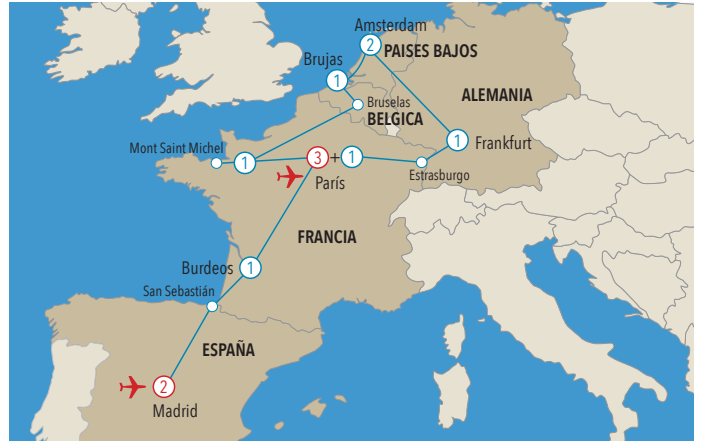 Amsterdam
2
PAISES BAJOS
Brujas
1
Bruselas
BELGICA
ALEMANIA
1
Frankfurt
Mont Saint Michel
1
3+1
París
Estrasburgo
FRANCIA
Burdeos
1
San Sebastián
ESPAÑA
2
Madrid